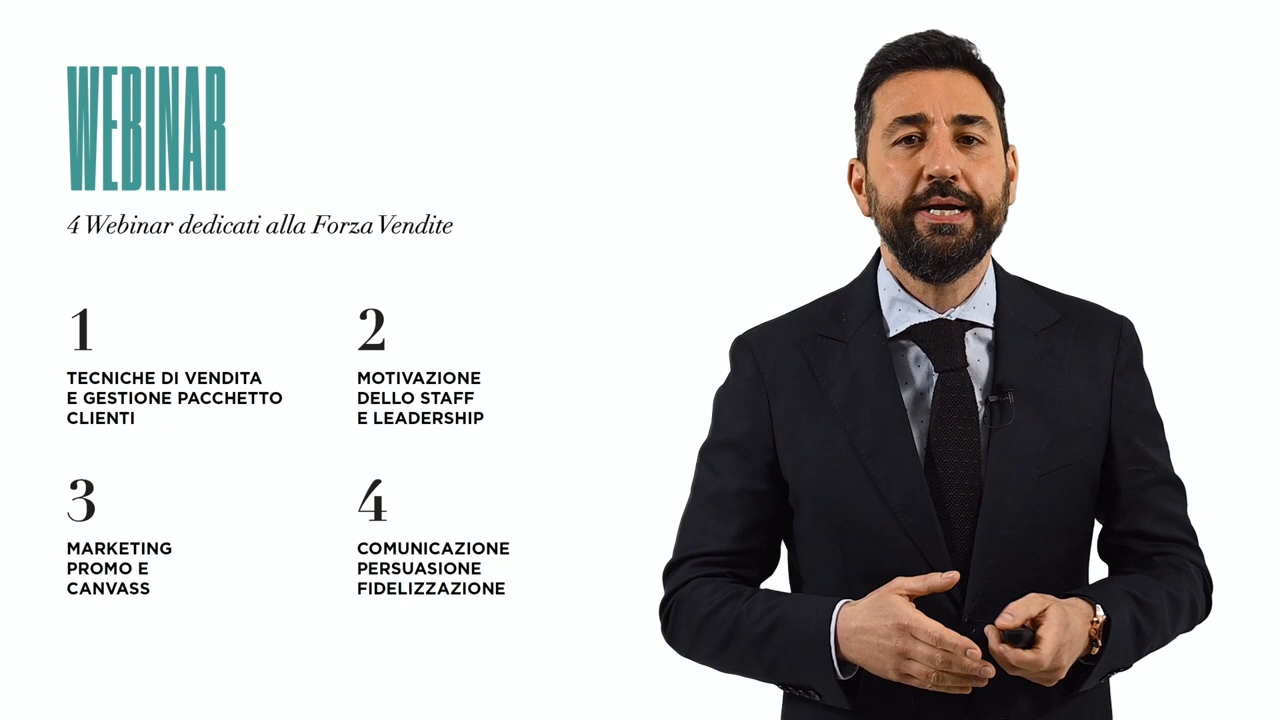 WEBINAR
4 Webinar dedicati alla Forza Vendite
1
TECNICHE DI VENDITA
E GESTIONE PACCHETTO
CLIENTI
2
MOTIVAZIONE
DELLO STAFF
E LEADERSHIP
3
MARKETING
PROMO E
CANVASS
4
COMUNICAZIONE
PERSUASIONE
FIDELIZZAZIONE